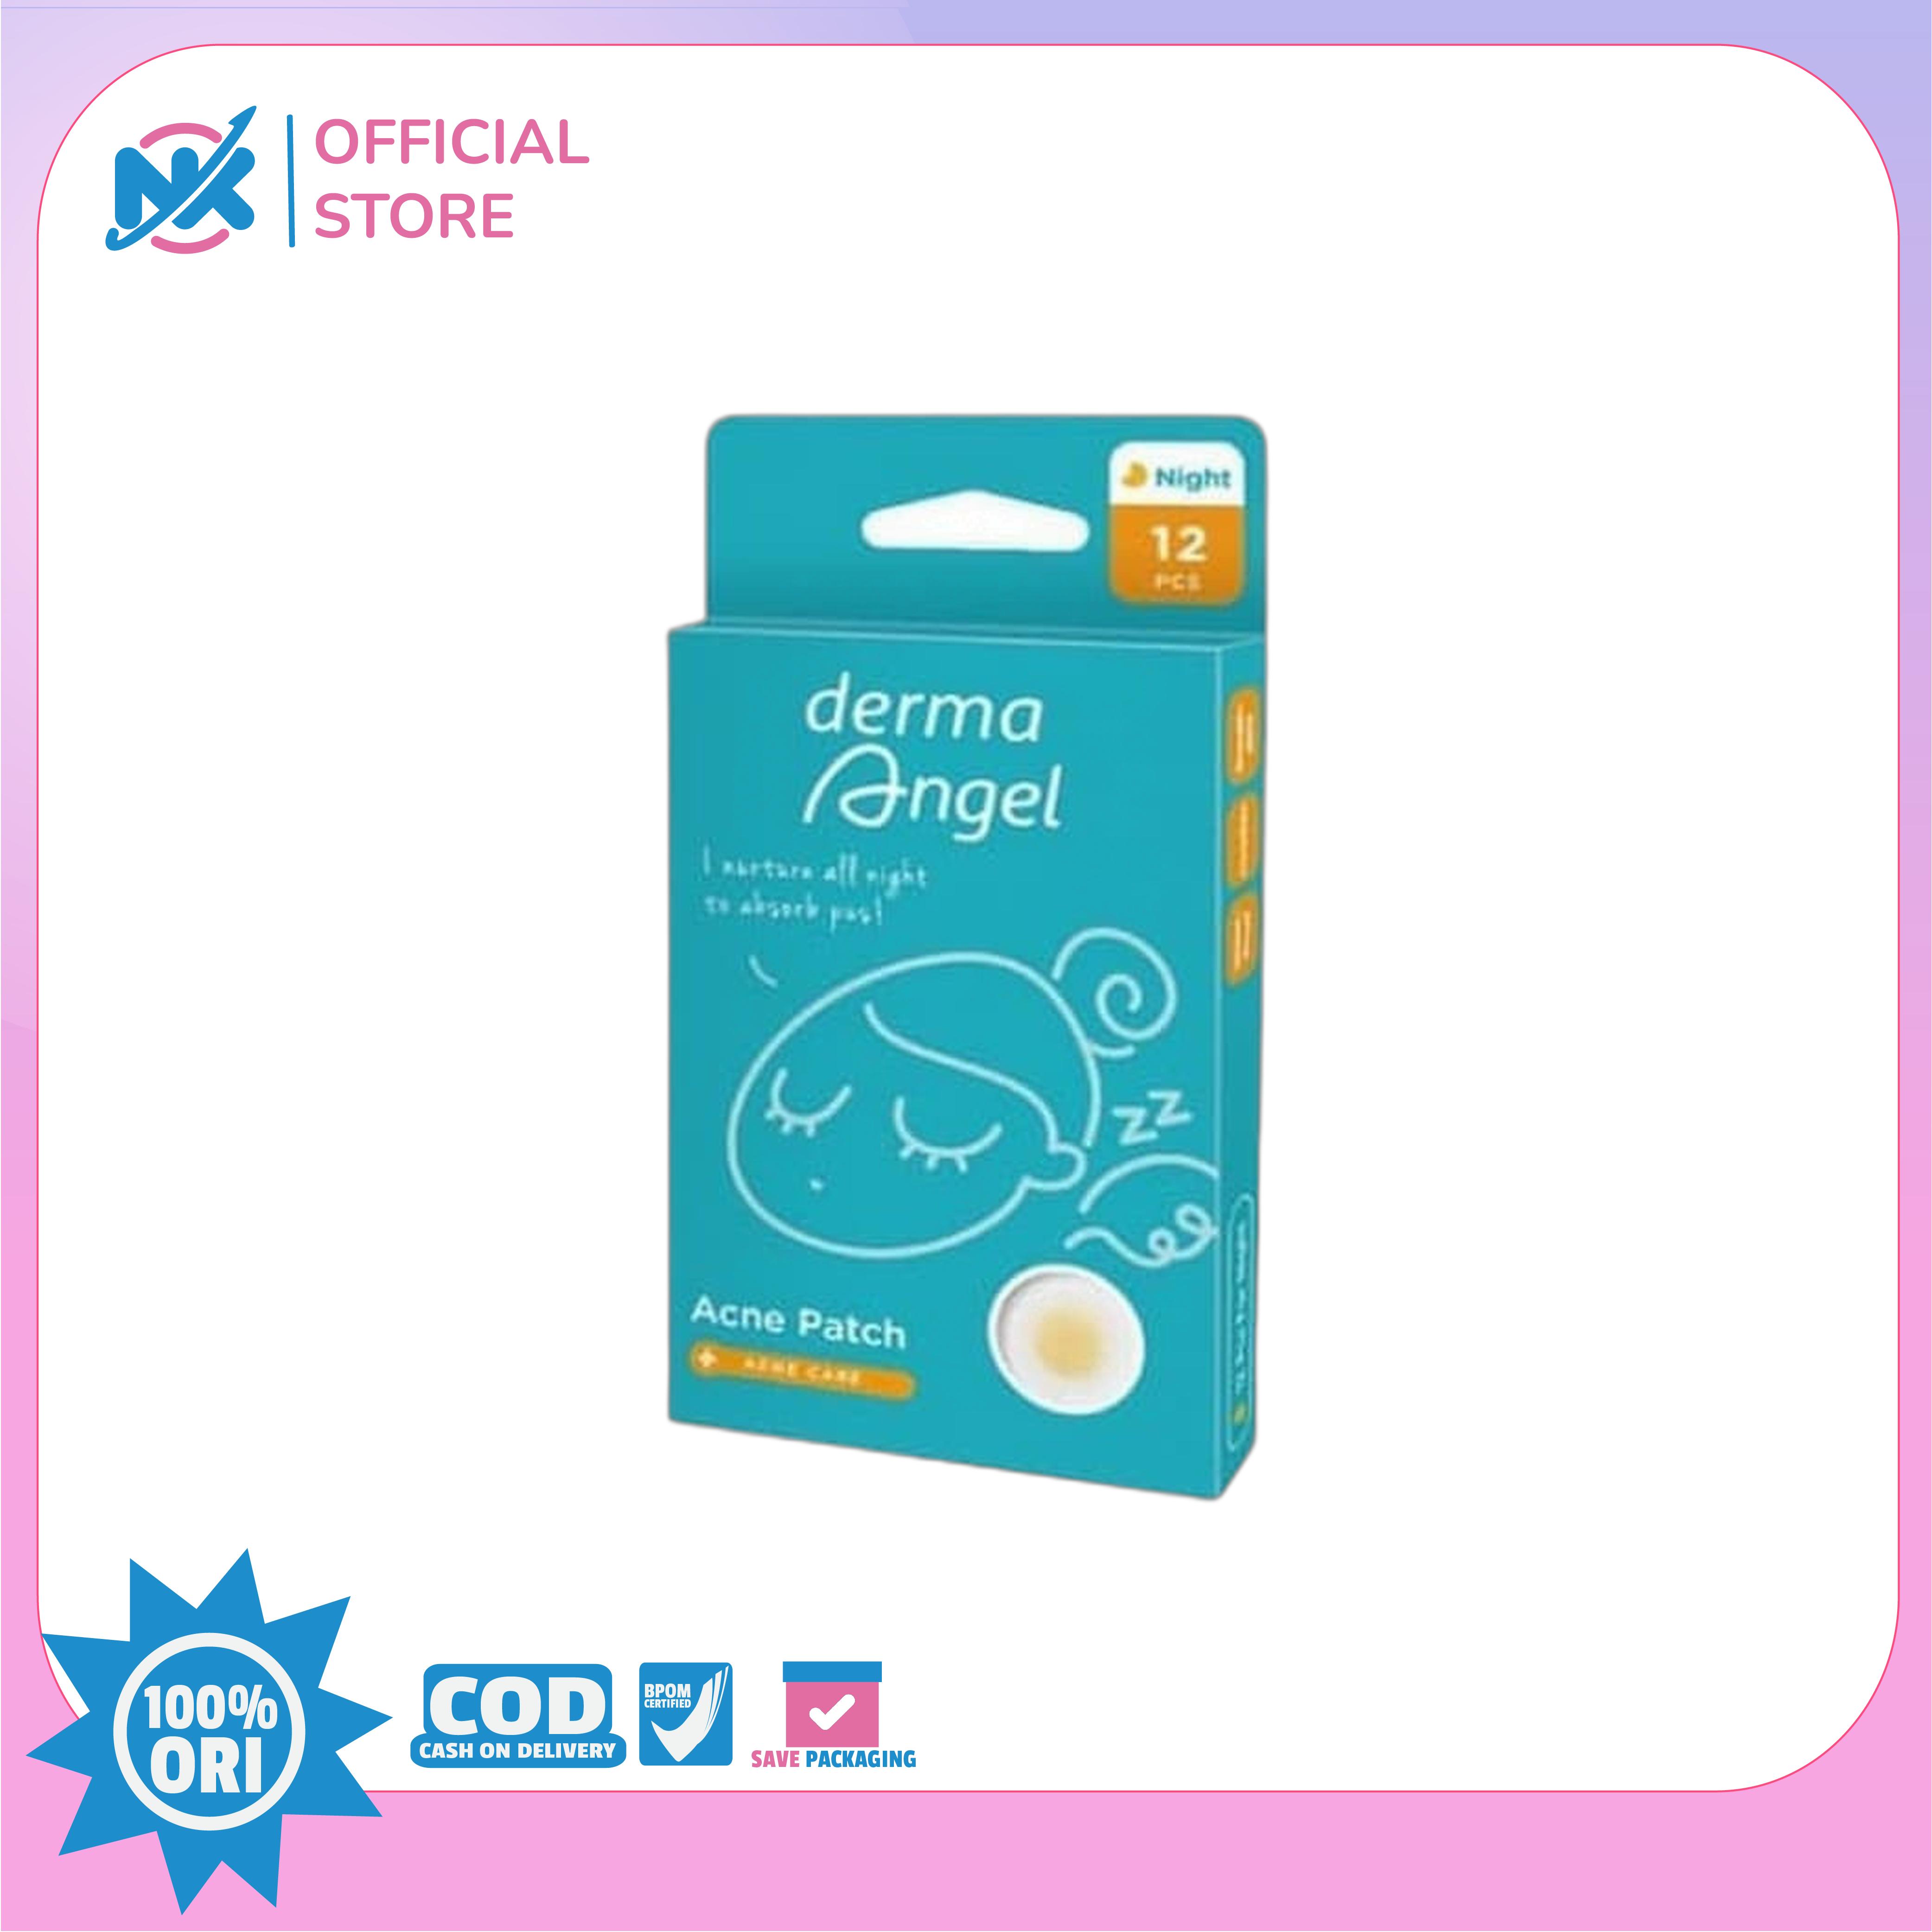 NK
OFFICIAL
STORE
Night
12
PCS
derma
Angel
I nurture all night
to absorb pus!
zz
Acne Patch
ACNE CARE
100%
ORI
COD
CASH ON DELIVERY
BPOM
CERTIFIED
SAVE PACKAGING